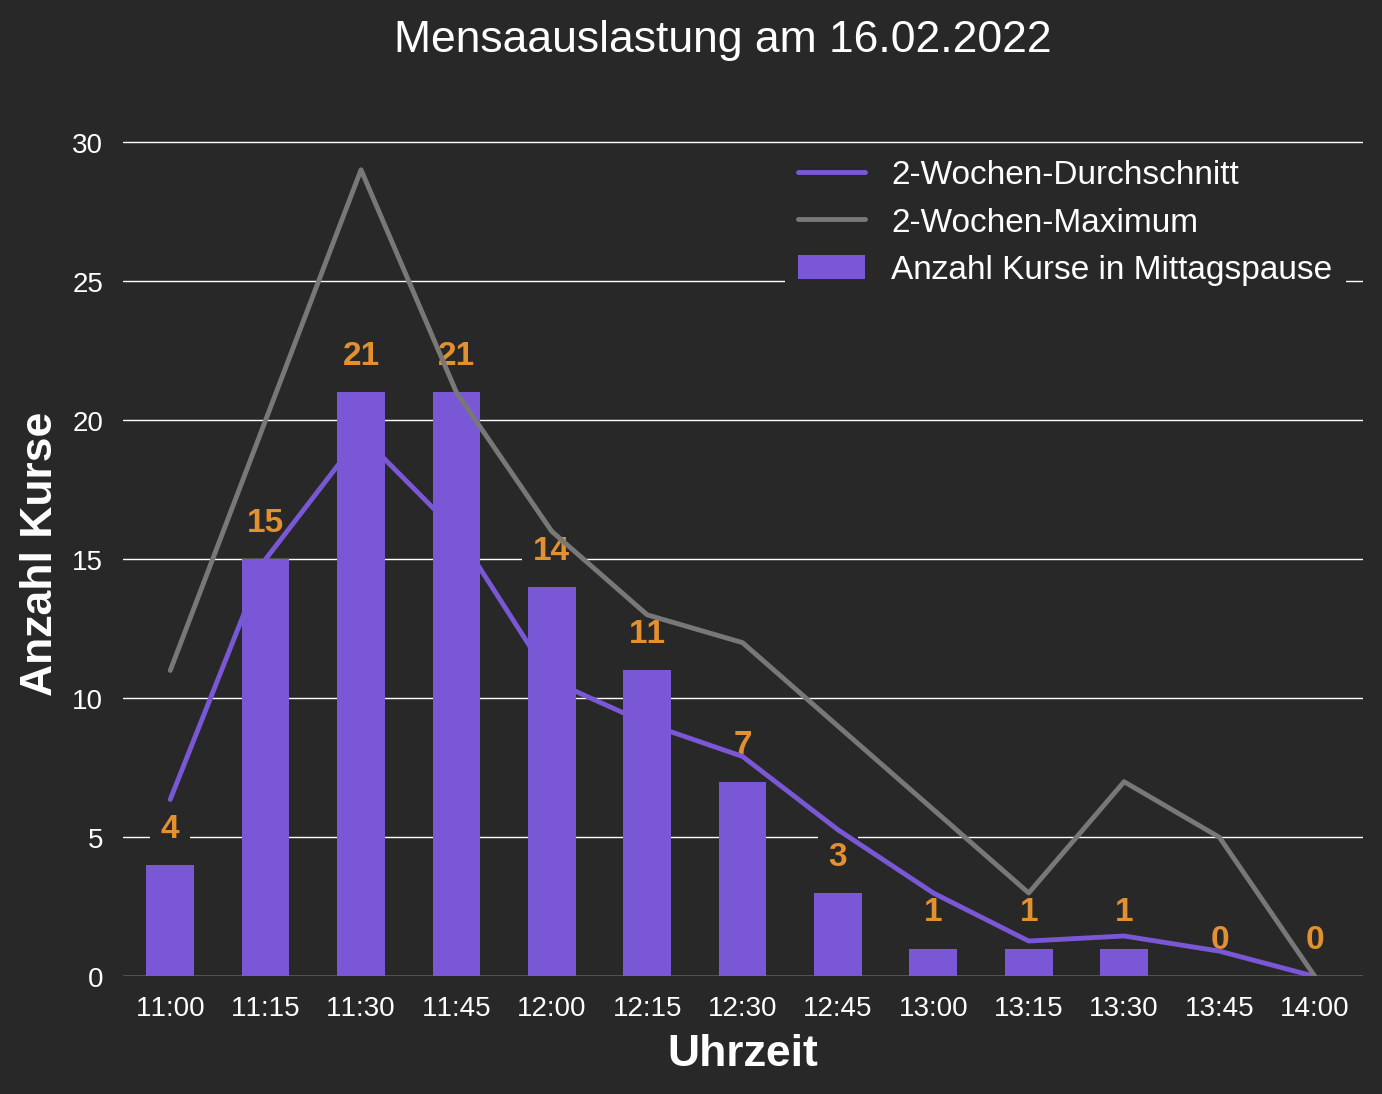 Mensaauslastung am 16.02.2022
30
25
20
15
10
5
0
Anzahl Kurse
2-Wochen-Durchschnitt
2-Wochen-Maximum
Anzahl Kurse in Mittagspause
4
15
21
21
14
11
7
3
1
1
1
0
0
11:00 11:15 11:30 11:45 12:00 12:15 12:30 12:45 13:00 13:15 13:30 13:45 14:00
Uhrzeit